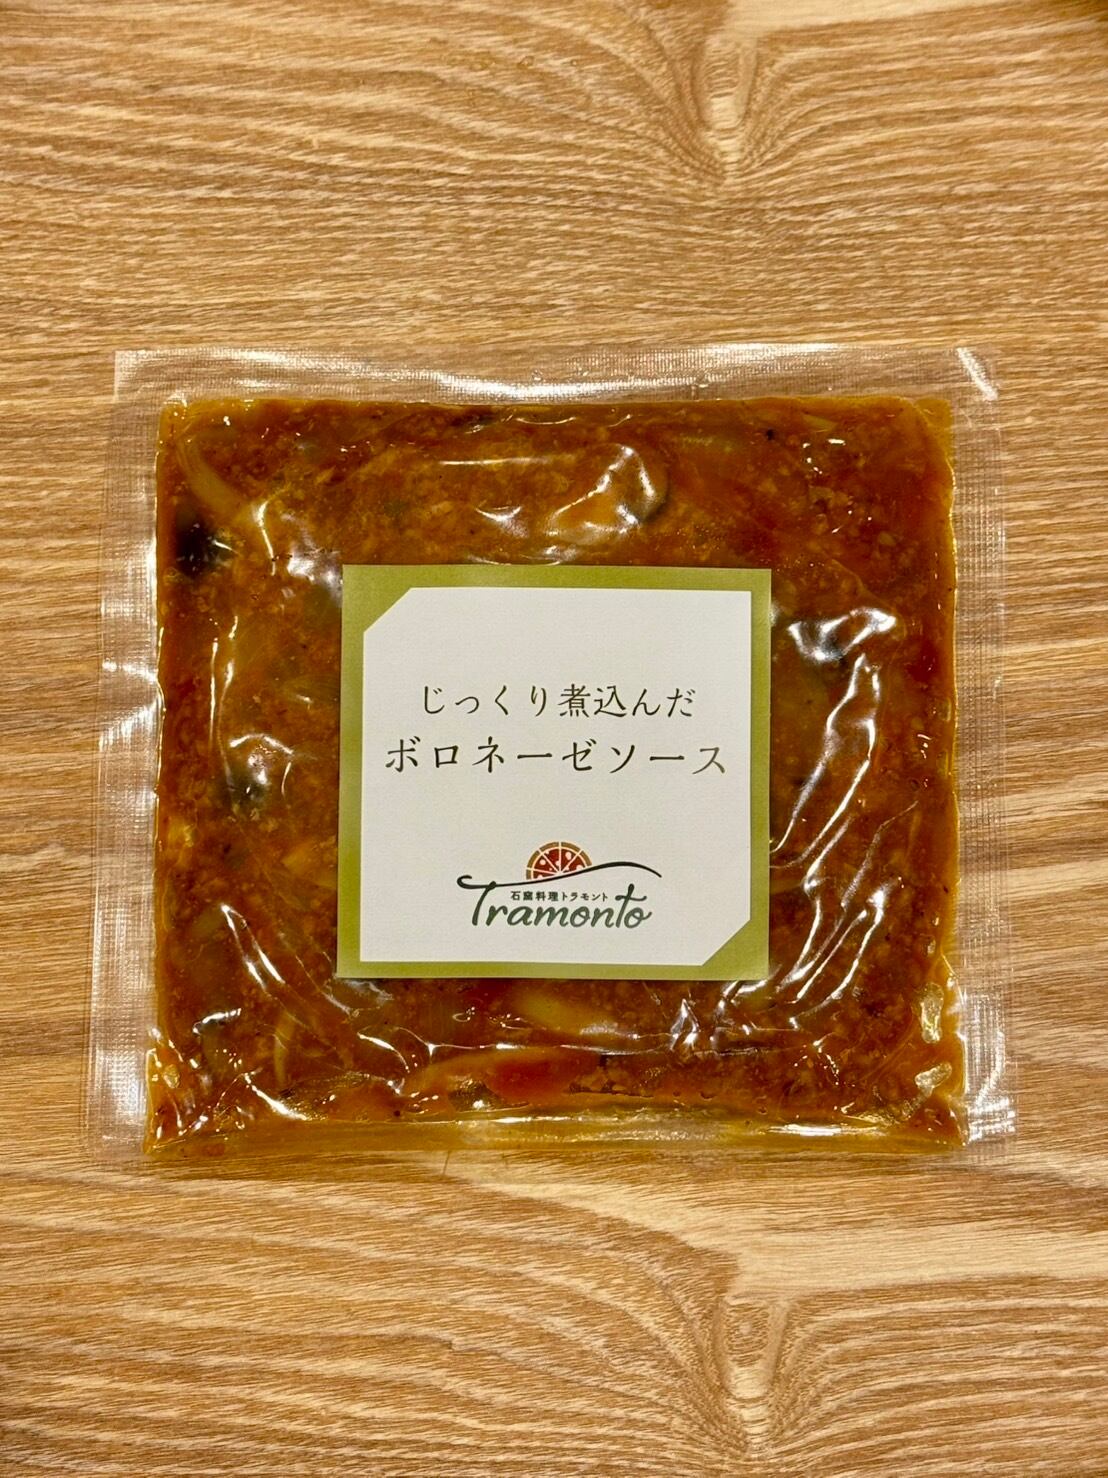 じっくり煮込んだ
ボロネーゼソース
石窯料理トラモント
Tramonto